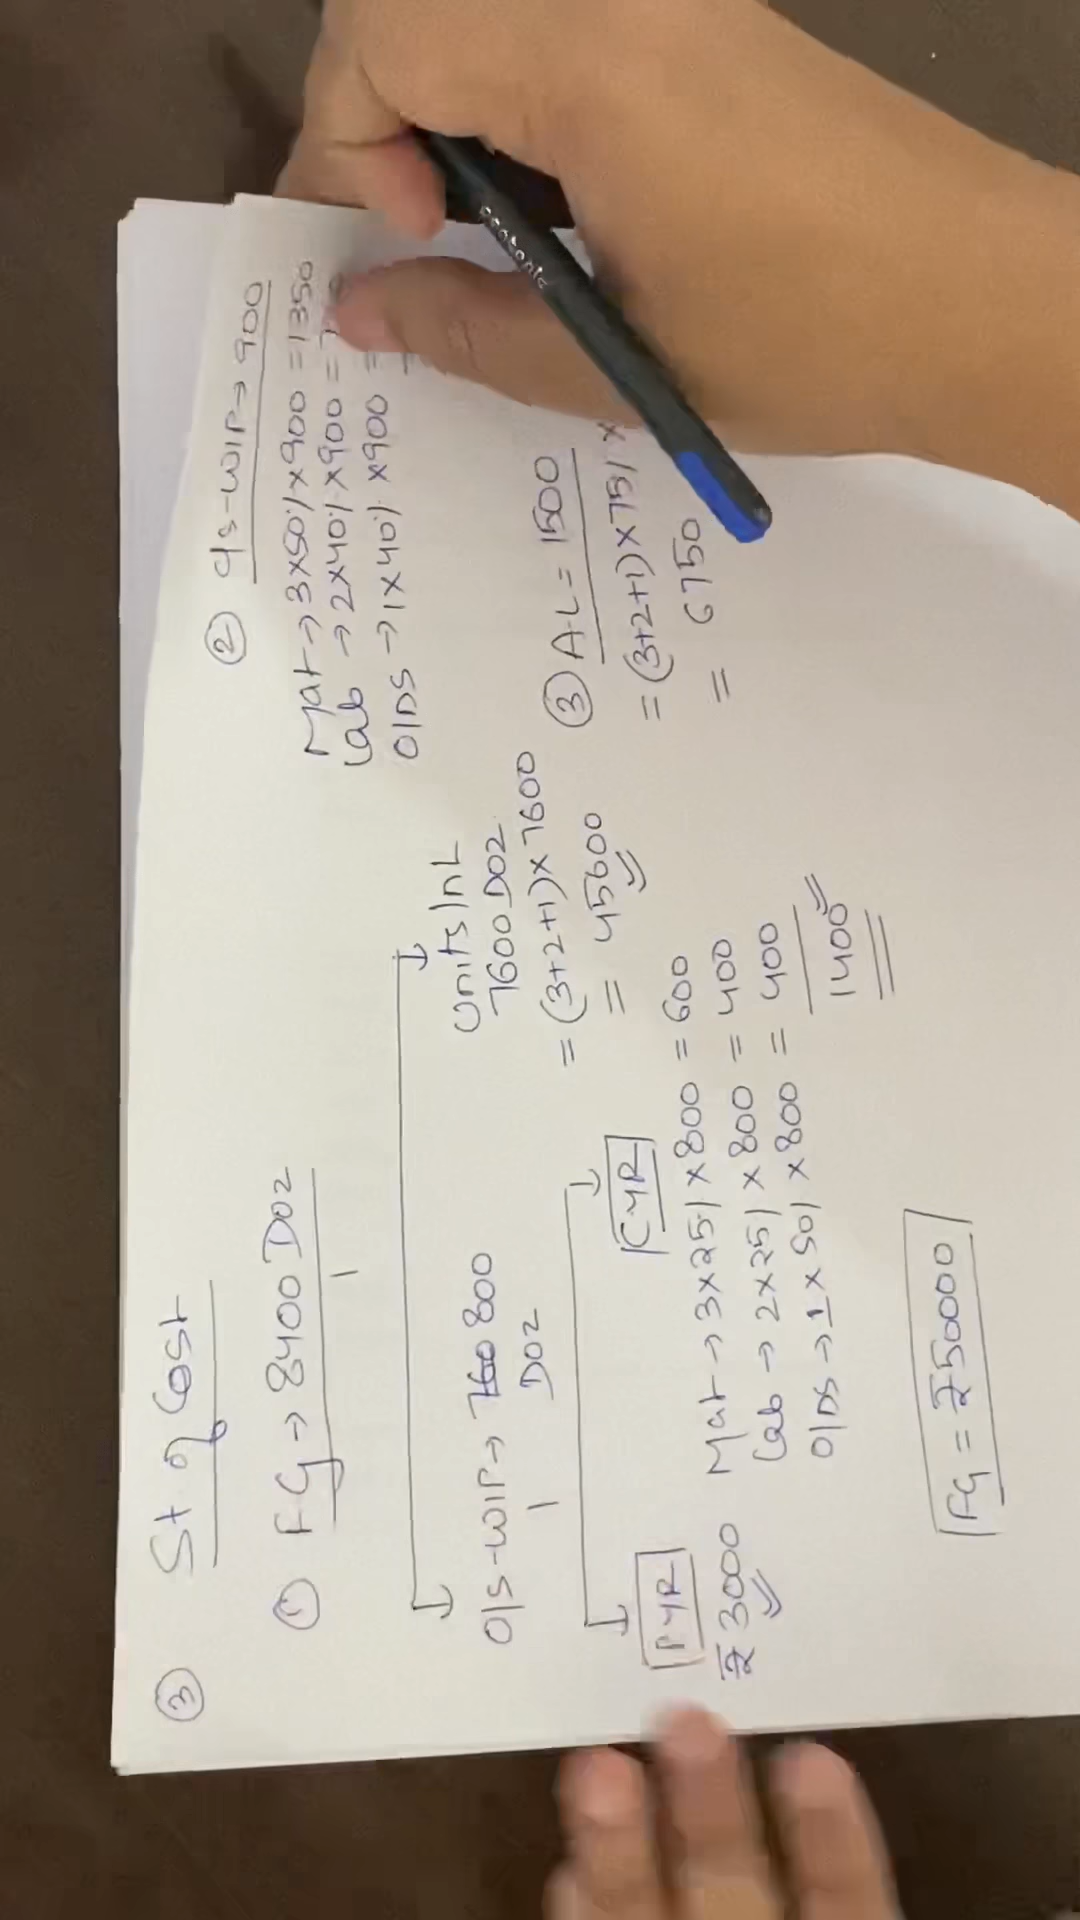 ③ St. of Cost
① FG → 8400 DOZ
O/S-WIP → 760 800
DOZ
Units Int
7600 DOZ
= (3+2+1) × 7600
= 45600
PYR
₹ 3000
CYR
Mat → 3×25% × 800 = 600
Lab → 2×25% × 800 = 400
O/DS → 1 × 50% × 800 = 400
1400
FG = ₹50000
② C/S-WIP → 900
Mat → 3×50% × 900 = 1350
Lab → 2×40% × 900 =
O/DS → 1×40% × 900 =
③ A·L = 1500
= (3+2+1) × 75% ×
= 6750
protonic